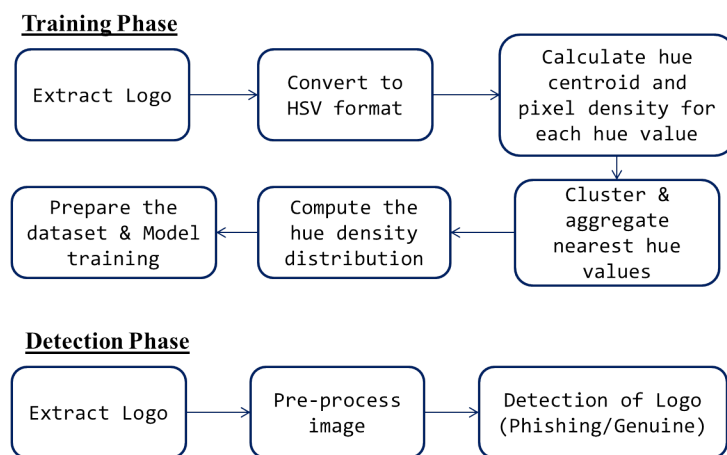 Training Phase
Extract Logo
Convert to
HSV format
Calculate hue
centroid and
pixel density for
each hue value
Cluster &
aggregate
nearest hue
values
Compute the
hue density
distribution
Prepare the
dataset & Model
training
Detection Phase
Extract Logo
Pre-process
image
Detection of Logo
(Phishing/Genuine)